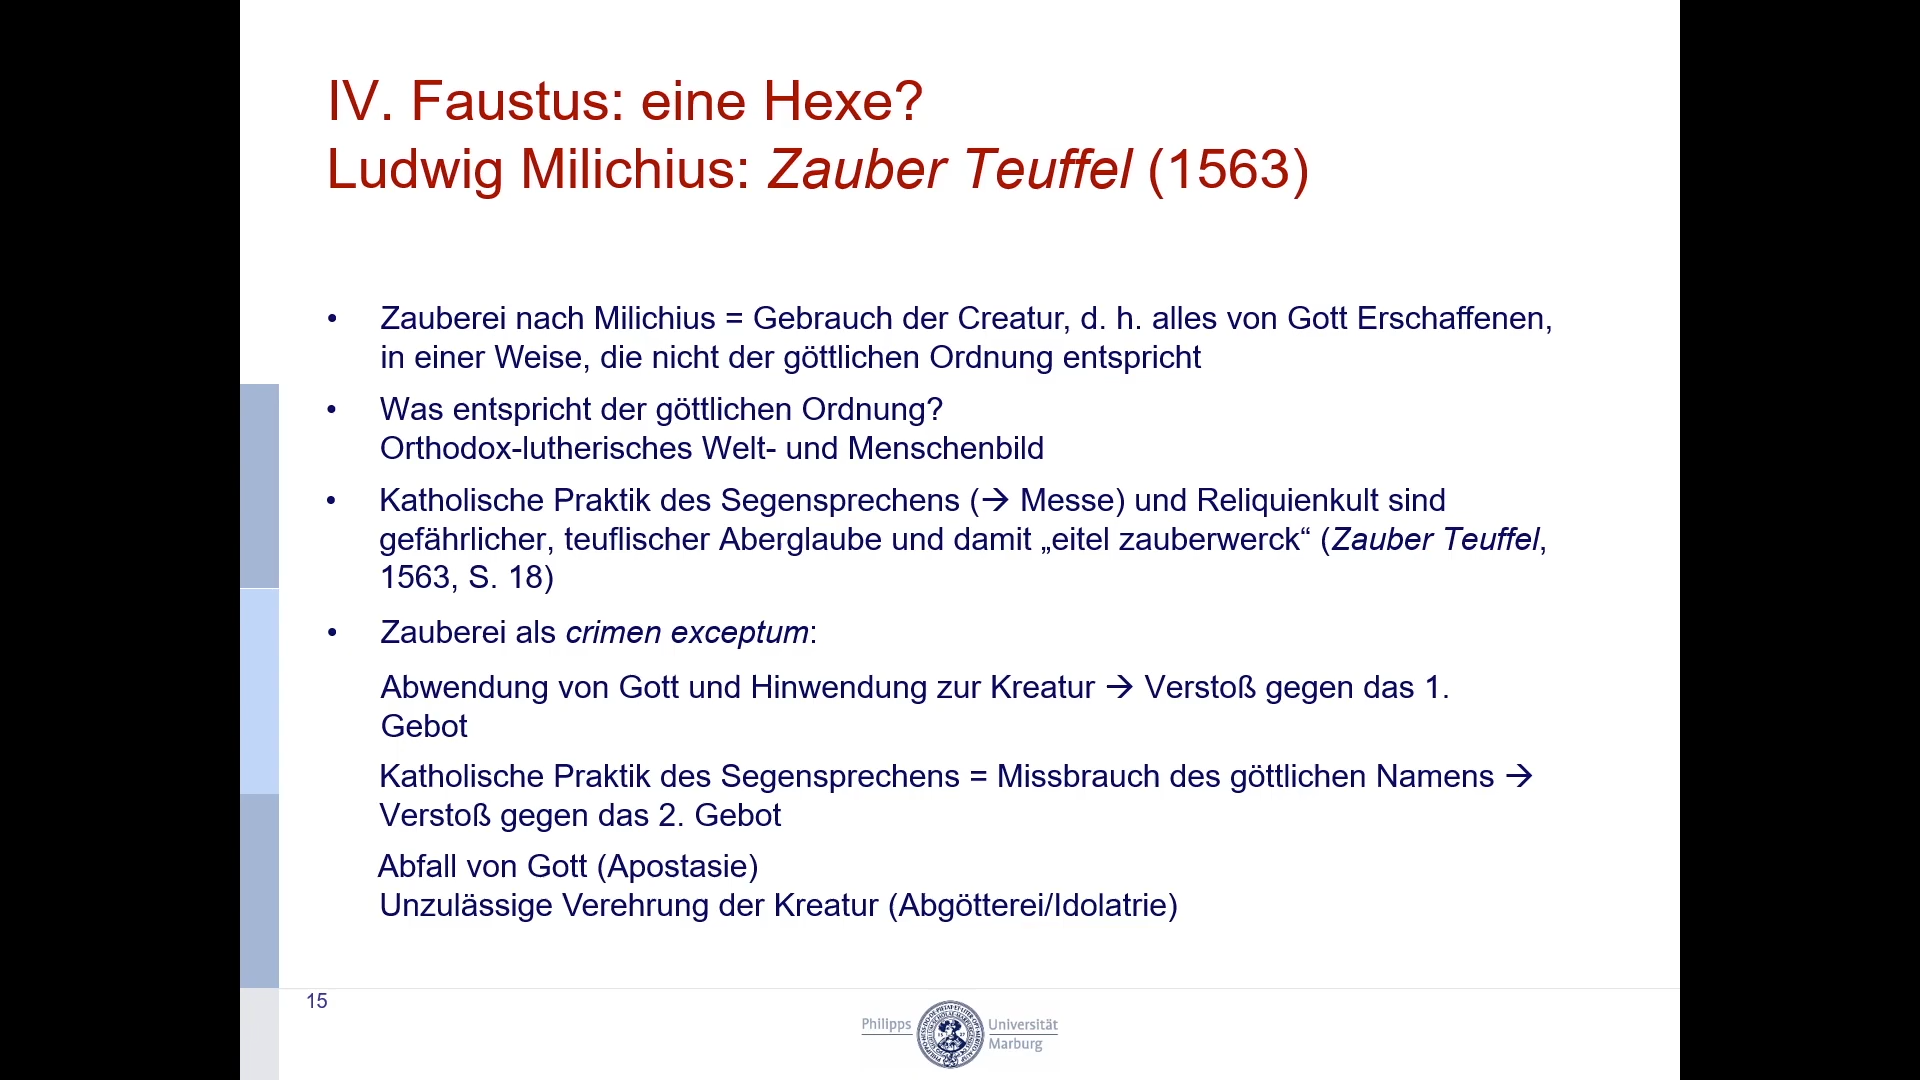 IV. Faustus: eine Hexe?
Ludwig Milichius: Zauber Teuffel (1563)
• Zauberei nach Milichius = Gebrauch der Creatur, d. h. alles von Gott Erschaffenen,
in einer Weise, die nicht der göttlichen Ordnung entspricht
• Was entspricht der göttlichen Ordnung?
Orthodox-lutherisches Welt- und Menschenbild
• Katholische Praktik des Segensprechens (→ Messe) und Reliquienkult sind
gefährlicher, teuflischer Aberglaube und damit „eitel zauberwerck“ (Zauber Teuffel,
1563, S. 18)
• Zauberei als crimen exceptum:
Abwendung von Gott und Hinwendung zur Kreatur → Verstoß gegen das 1.
Gebot
Katholische Praktik des Segensprechens = Missbrauch des göttlichen Namens →
Verstoß gegen das 2. Gebot
Abfall von Gott (Apostasie)
Unzulässige Verehrung der Kreatur (Abgötterei/Idolatrie)
15
Philipps Universität
Marburg